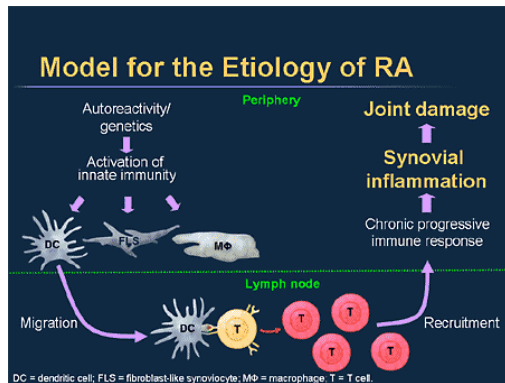 Model for the Etiology of RA
Periphery
Autoreactivity/
genetics
Activation of
innate immunity
DC
FLS
MΦ
Joint damage
Synovial
inflammation
Chronic progressive
immune response
Lymph node
Migration
DC
T
T
T
T
T
T
Recruitment
DC = dendritic cell; FLS = fibroblast-like synoviocyte; MΦ = macrophage; T = T cell.